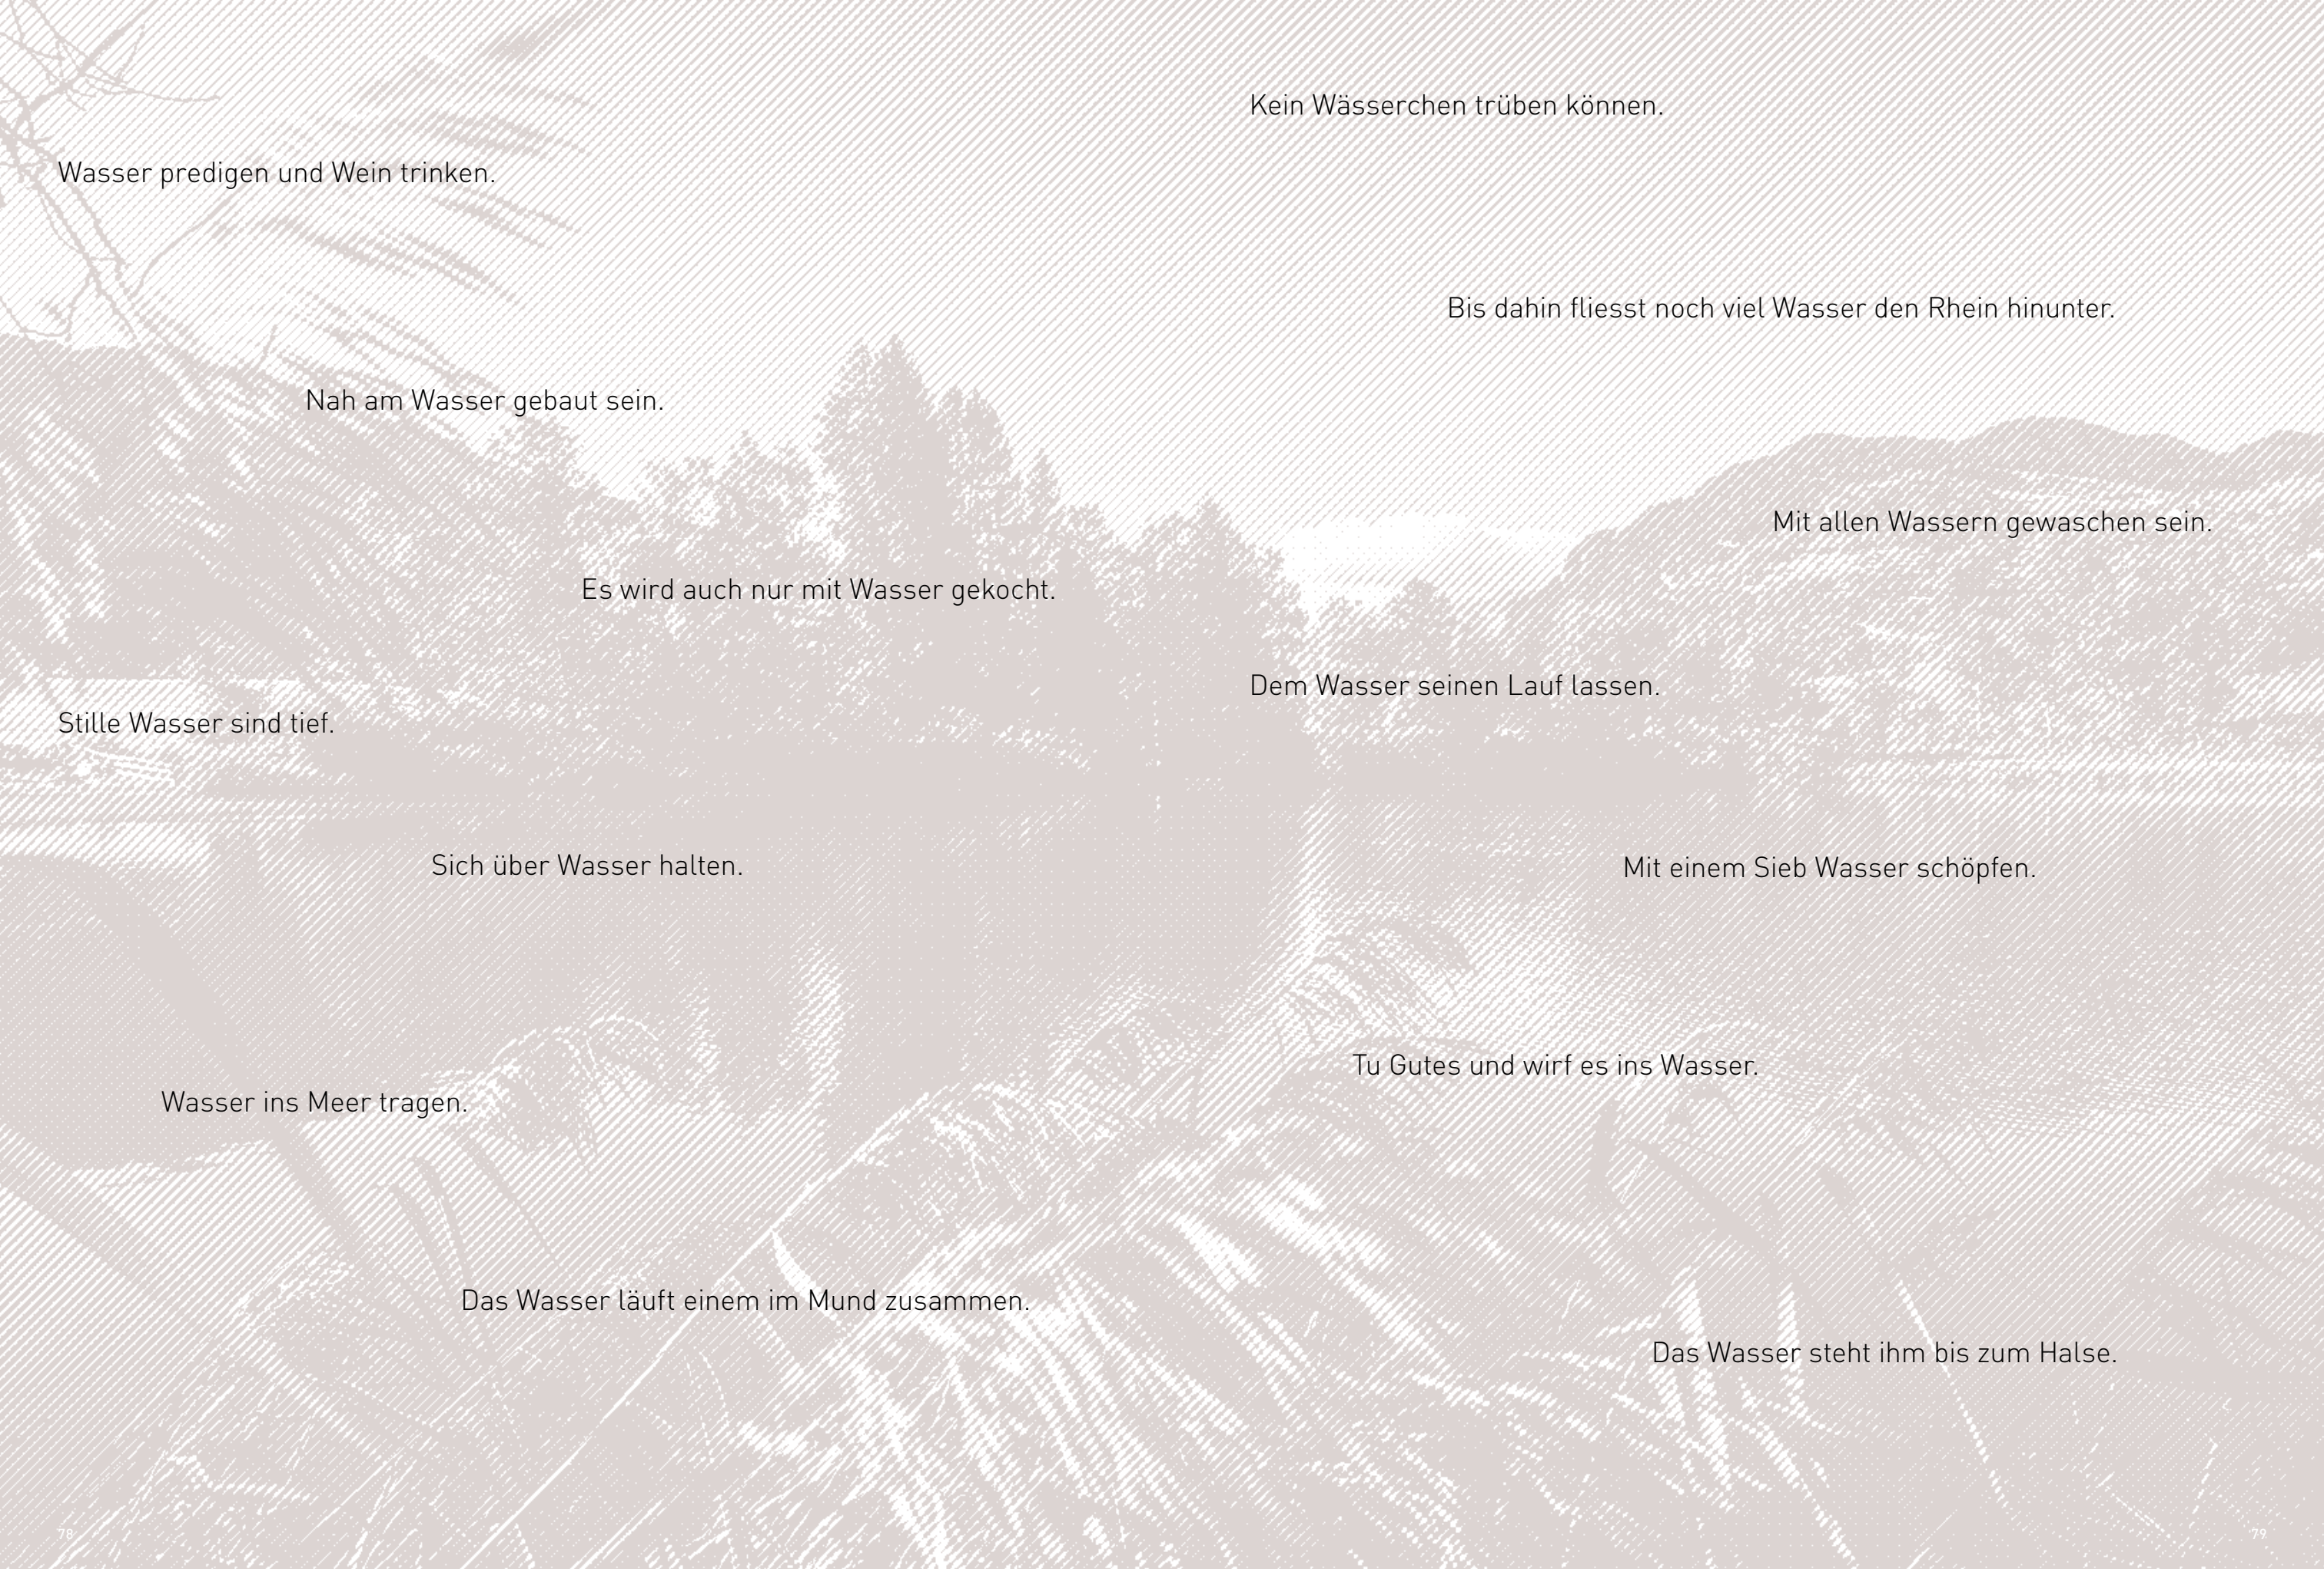 Wasser predigen und Wein trinken.
Nah am Wasser gebaut sein.
Es wird auch nur mit Wasser gekocht.
Stille Wasser sind tief.
Sich über Wasser halten.
Wasser ins Meer tragen.
Das Wasser läuft einem im Mund zusammen.
78
Kein Wässerchen trüben können.
Bis dahin fliesst noch viel Wasser den Rhein hinunter.
Mit allen Wassern gewaschen sein.
Dem Wasser seinen Lauf lassen.
Mit einem Sieb Wasser schöpfen.
Tu Gutes und wirf es ins Wasser.
Das Wasser steht ihm bis zum Halse.
79